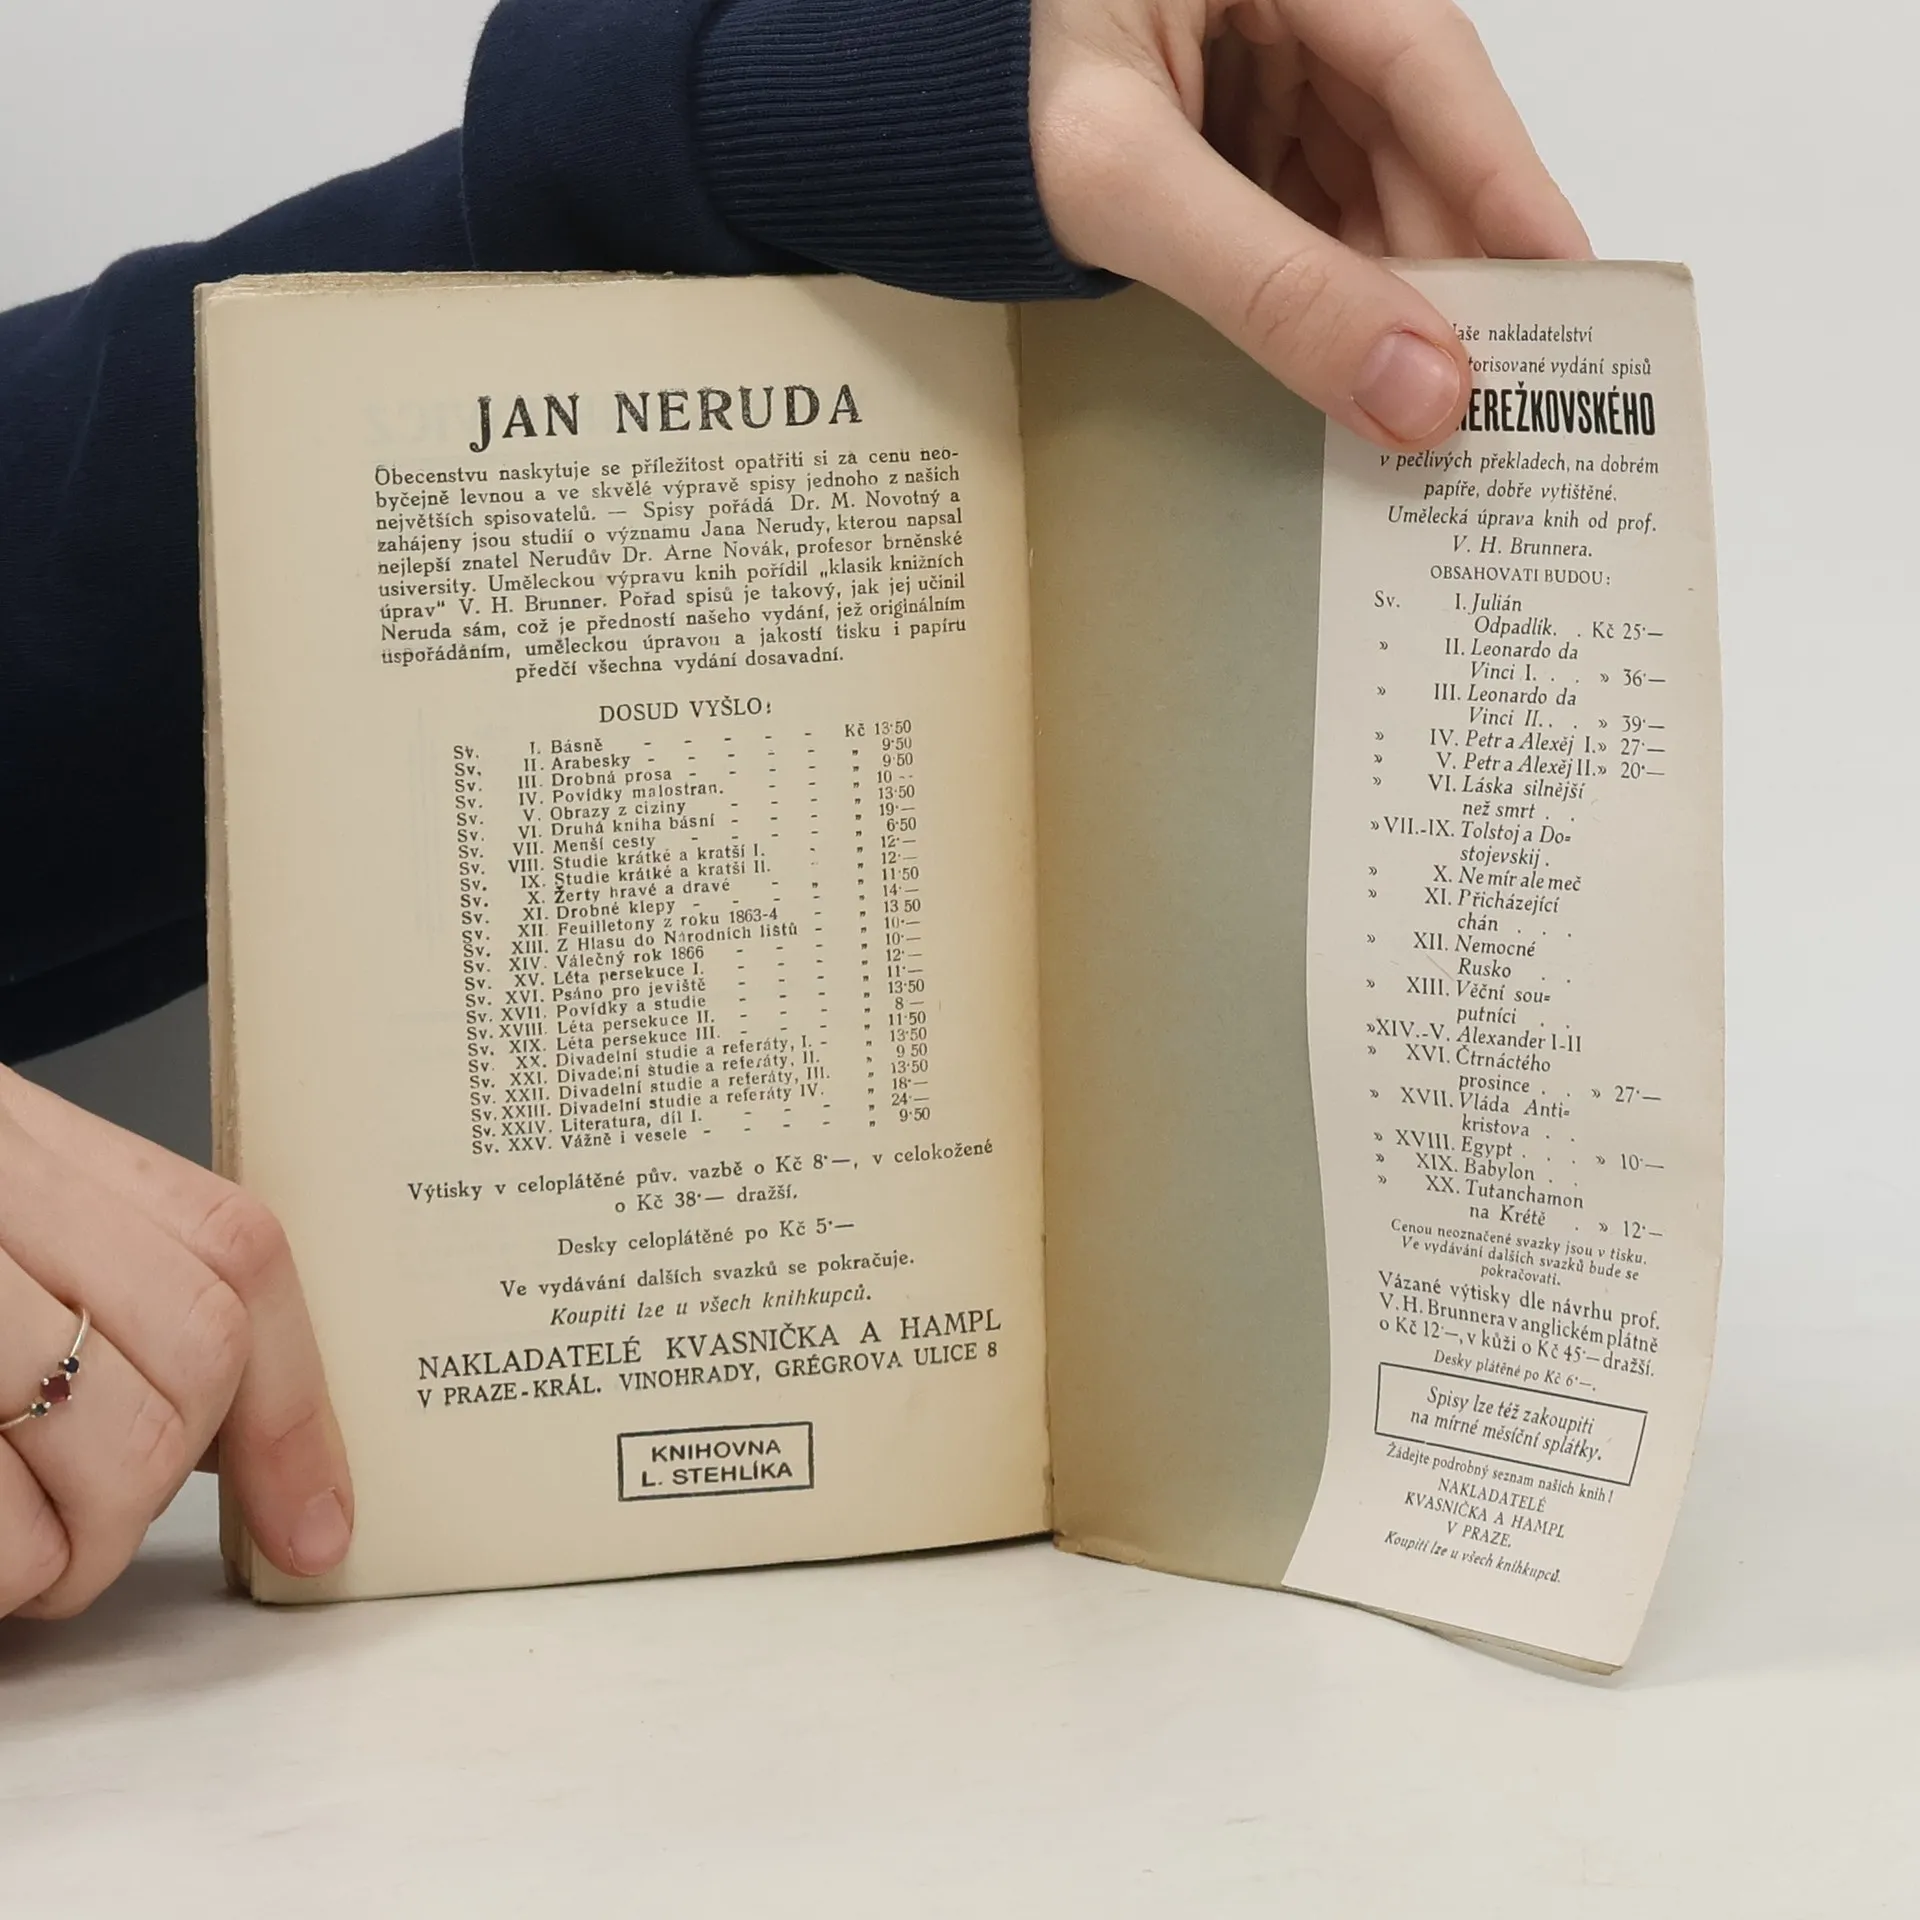 JAN NERUDA
Obecenstvu naskytuje se příležitost opatřiti si za cenu neo-
byčejně levnou a ve skvělé výpravě spisy jednoho z našich
největších spisovatelů. — Spisy pořádá Dr. M. Novotný a
zahájeny jsou studií o významu Jana Nerudy, kterou napsal
nejlepší znatel Nerudův Dr. Arne Novák, profesor brněnské
usiversity. Uměleckou výpravu knih pořídil „klasik knižních
úprav" V. H. Brunner. Pořad spisů je takový, jak jej učinil
Neruda sám, což je předností našeho vydání, jež originálním
uspořádáním, uměleckou úpravou a jakostí tisku i papíru
předčí všechna vydání dosavadní.
DOSUD VYŠLO:
Sv. I. Básně - - - - - Kč 13·50
Sv. II. Arabesky - - - - „ 9·50
Sv. III. Drobná prosa - - - - „ 9·50
Sv. IV. Povídky malostran. - - „ 10 --
Sv. V. Obrazy z ciziny - - - „ 13·50
Sv. VI. Druhá kniha básní - - - „ 19·—
Sv. VII. Menší cesty - - - - „ 6·50
Sv. VIII. Studie krátké a kratší I. - „ 12·—
Sv. IX. Studie krátké a kratší II. - „ 12·—
Sv. X. Žerty hravé a dravé - „ „ 11·50
Sv. XI. Drobné klepy - - - - „ 14·—
Sv. XII. Feuilletony z roku 1863-4 - „ 13 50
Sv. XIII. Z Hlasu do Národních listů - „ 10·—
Sv. XIV. Válečný rok 1866 - - - „ 10·—
Sv. XV. Léta persekuce I. - - - „ 12·—
Sv. XVI. Psáno pro jeviště - - - „ 11·—
Sv. XVII. Povídky a studie - - - „ 13·50
Sv. XVIII. Léta persekuce II. - - - „ 8 —
Sv. XIX. Léta persekuce III. - - - „ 11·50
Sv. XX. Divadelní studie a referáty, I. - „ 13·50
Sv. XXI. Divadelní studie a referáty, II. „ 9 50
Sv. XXII. Divadelní studie a referáty, III. „ 13·50
Sv. XXIII. Divadelní studie a referáty IV. „ 18·—
Sv. XXIV. Literatura, díl I. - - - „ 24·—
Sv. XXV. Vážně i vesele - - - - „ 9·50
Výtisky v celoplátěné pův. vazbě o Kč 8·—, v celokožené
o Kč 38·— dražší.
Desky celoplátěné po Kč 5·—
Ve vydávání dalších svazků se pokračuje.
Koupiti lze u všech knihkupců.
NAKLADATELÉ KVASNIČKA A HAMPL
V PRAZE-KRÁL. VINOHRADY, GRÉGROVA ULICE 8
KNIHOVNA
L. STEHLÍKA
aše nakladatelství
torisované vydání spisů
EREŽKOVSKÉHO
v pečlivých překladech, na dobrém
papíře, dobře vytištěné.
Umělecká úprava knih od prof.
V. H. Brunnera.
OBSAHOVATI BUDOU:
Sv. I. Julián
Odpadlík. . Kč 25·—
» II. Leonardo da
Vinci I. . . » 36·—
» III. Leonardo da
Vinci II. . . » 39·—
» IV. Petr a Alexěj I. » 27·—
» V. Petr a Alexěj II. » 20·—
» VI. Láska silnější
než smrt . .
» VII.-IX. Tolstoj a Do=
stojevskij .
» X. Ne mír ale meč
» XI. Přicházející
chán . . .
» XII. Nemocné
Rusko . .
» XIII. Věční sou=
putníci . .
» XIV.-V. Alexander I-II
» XVI. Čtrnáctého
prosince . . » 27·—
» XVII. Vláda Anti=
kristova . .
» XVIII. Egypt . . . » 10·—
» XIX. Babylon . .
» XX. Tutanchamon
na Krétě . » 12·—
Cenou neoznačené svazky jsou v tisku.
Ve vydávání dalších svazků bude se
pokračovati.
Vázané výtisky dle návrhu prof.
V. H. Brunnera v anglickém plátně
o Kč 12·—, v kůži o Kč 45·— dražší.
Desky plátěné po Kč 6·—.
Spisy lze též zakoupiti
na mírné měsíční splátky.
Žádejte podrobný seznam našich knih!
NAKLADATELÉ
KVASNIČKA A HAMPL
V PRAZE.
Koupiti lze u všech knihkupců.